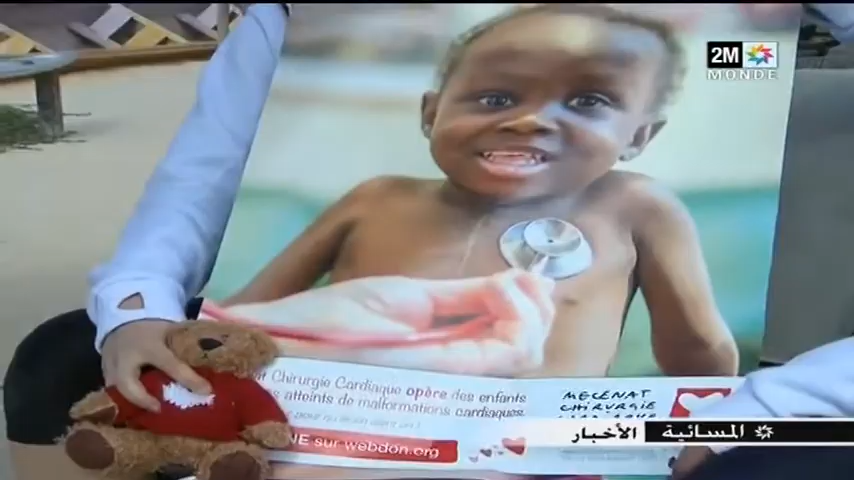 2M
MONDE
Chirurgie Cardiaque opère des enfants
atteints de malformations cardiaques
MECENAT
CHIRURGIE
sur webdon.org
الأخبار
المسائية